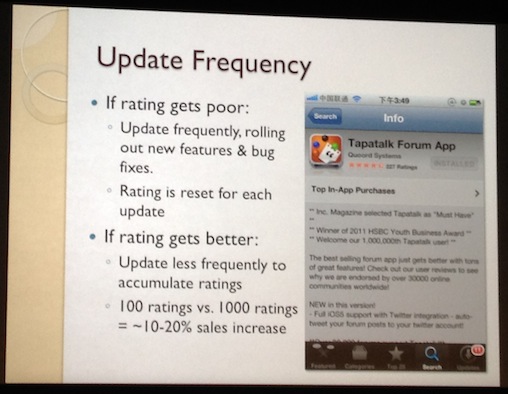 Update Frequency
• If rating gets poor:
◦ Update frequently, rolling
out new features & bug
fixes.
◦ Rating is reset for each
update
• If rating gets better:
◦ Update less frequently to
accumulate ratings
◦ 100 ratings vs. 1000 ratings
= ~10-20% sales increase
中国联通
下午3:49
Search
Info
Tapatalk Forum App
Quoord Systems
227 Ratings
INSTALLED
Top In-App Purchases
** Inc. Magazine selected Tapatalk as "Must Have"
**
** Winner of 2011 HSBC Youth Business Award **
** Welcome our 1,000,000th Tapatalk user! **
The best selling forum app just gets better with tons
of great features! Check out our user reviews to see
why we are endorsed by over 30000 online
communities worldwide!
NEW in this version!
- Full iOS5 support with Twitter integration - auto-
tweet your forum posts to your twitter account!
Featured
Categories
Top 25
Search
Updates